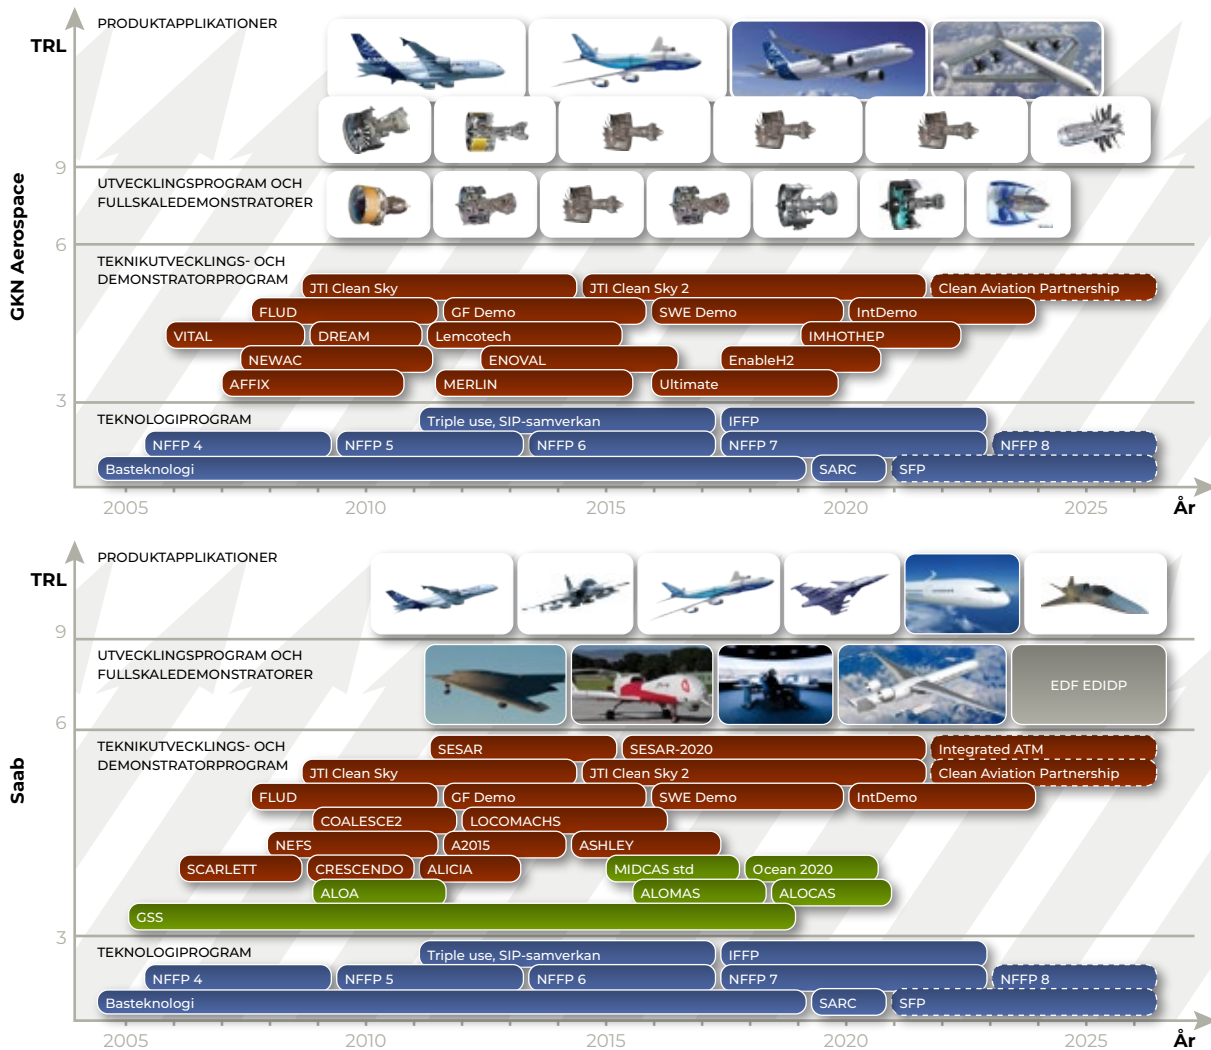 PRODUKTAPPLIKATIONER
TRL
9
UTVECKLINGSPROGRAM OCH
FULLSKALEDEMONSTRATORER
GKN Aerospace
6
TEKNIKUTVECKLINGS- OCH
DEMONSTRATORPROGRAM
JTI Clean Sky
JTI Clean Sky 2
Clean Aviation Partnership
FLUD
GF Demo
SWE Demo
IntDemo
VITAL
DREAM
Lemcotech
IMHOTHEP
NEWAC
ENOVAL
EnableH2
AFFIX
MERLIN
Ultimate
3
TEKNOLOGIPROGRAM
Triple use, SIP-samverkan
IFFP
NFFP 4
NFFP 5
NFFP 6
NFFP 7
NFFP 8
Basteknologi
SARC
SFP
2005
2010
2015
2020
2025
År
PRODUKTAPPLIKATIONER
TRL
9
UTVECKLINGSPROGRAM OCH
FULLSKALEDEMONSTRATORER
EDF EDIDP
6
Saab
TEKNIKUTVECKLINGS- OCH
DEMONSTRATORPROGRAM
SESAR
SESAR-2020
Integrated ATM
JTI Clean Sky
JTI Clean Sky 2
Clean Aviation Partnership
FLUD
GF Demo
SWE Demo
IntDemo
COALESCE2
LOCOMACHS
NEFS
A2015
ASHLEY
SCARLETT
CRESCENDO
ALICIA
MIDCAS std
Ocean 2020
ALOA
ALOMAS
ALOCAS
GSS
3
TEKNOLOGIPROGRAM
Triple use, SIP-samverkan
IFFP
NFFP 4
NFFP 5
NFFP 6
NFFP 7
NFFP 8
Basteknologi
SARC
SFP
2005
2010
2015
2020
2025
År